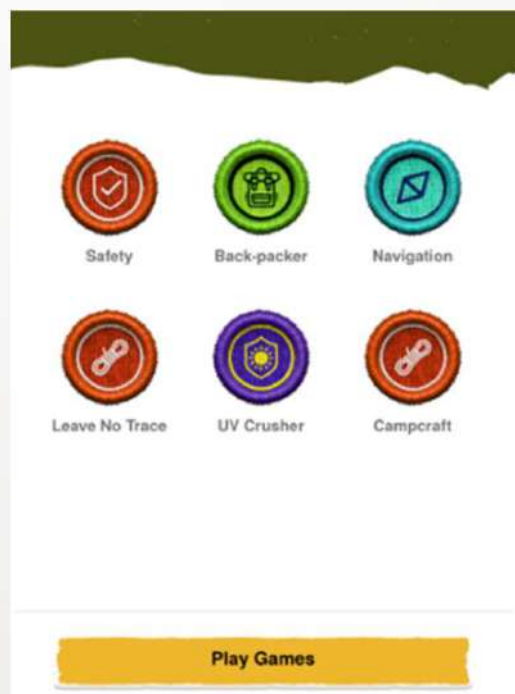 Safety
Back-packer
Navigation
Leave No Trace
UV Crusher
Campcraft
Play Games